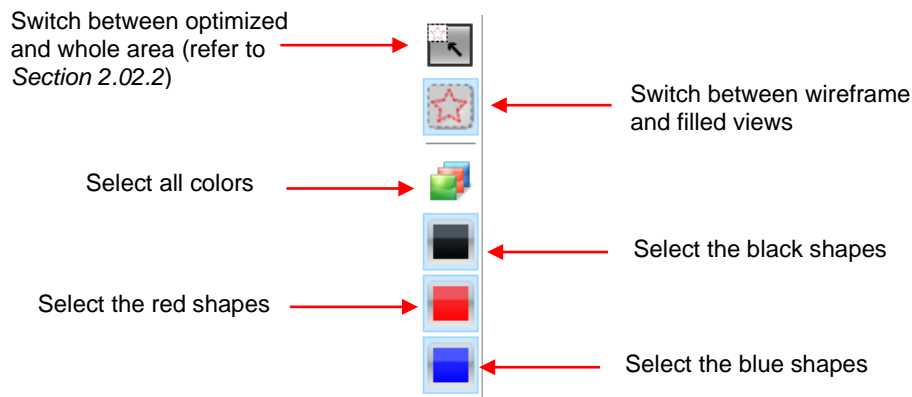 Switch between optimized
and whole area (refer to
Section 2.02.2)
Switch between wireframe
and filled views
Select all colors
Select the black shapes
Select the red shapes
Select the blue shapes